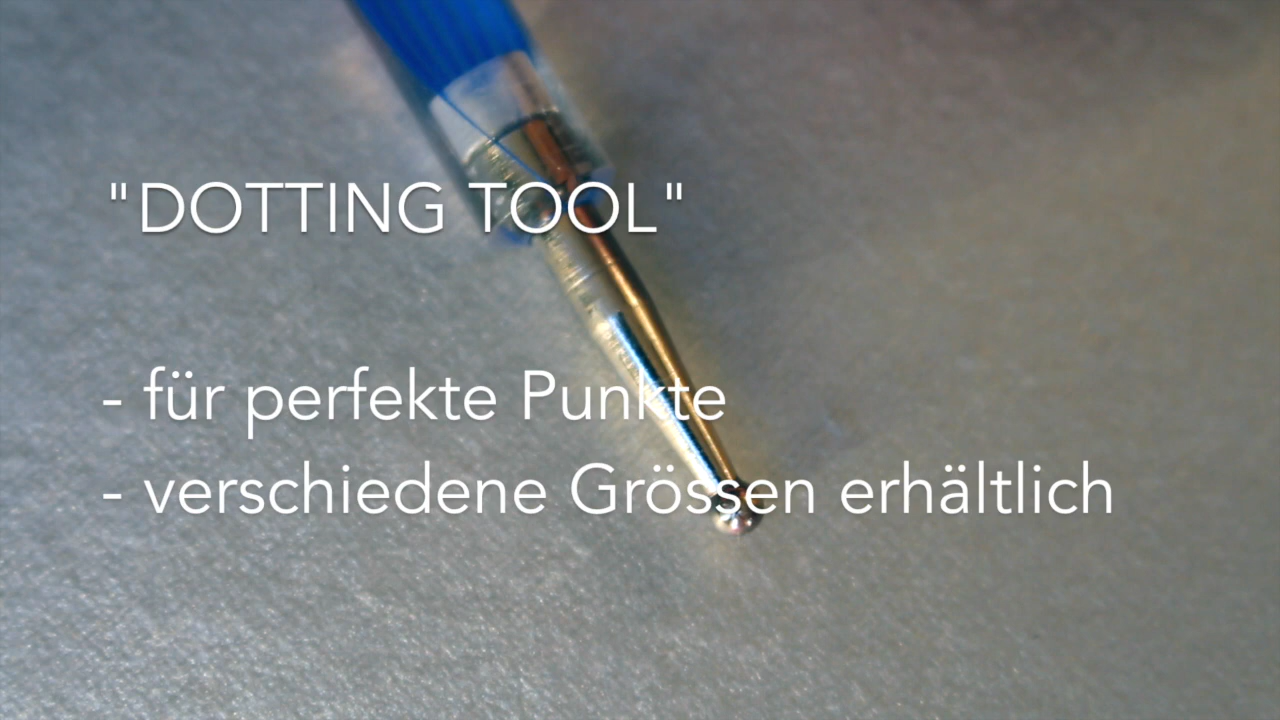 "DOTTING TOOL"
- für perfekte Punkte
- verschiedene Grössen erhältlich